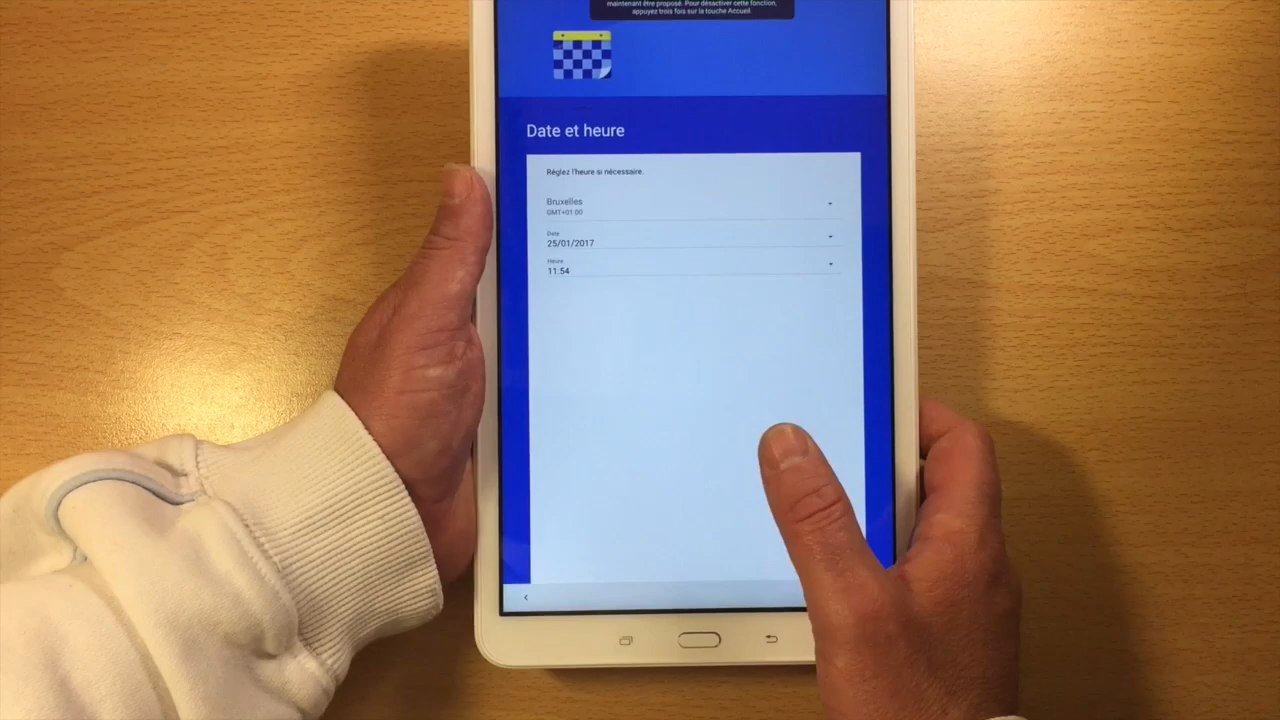 maintenant être proposé. Pour désactiver cette fonction,
appuyez trois fois sur la touche Accueil.
Date et heure
Réglez l'heure si nécessaire.
Bruxelles
GMT+01:00
Date
25/01/2017
Heure
11:54